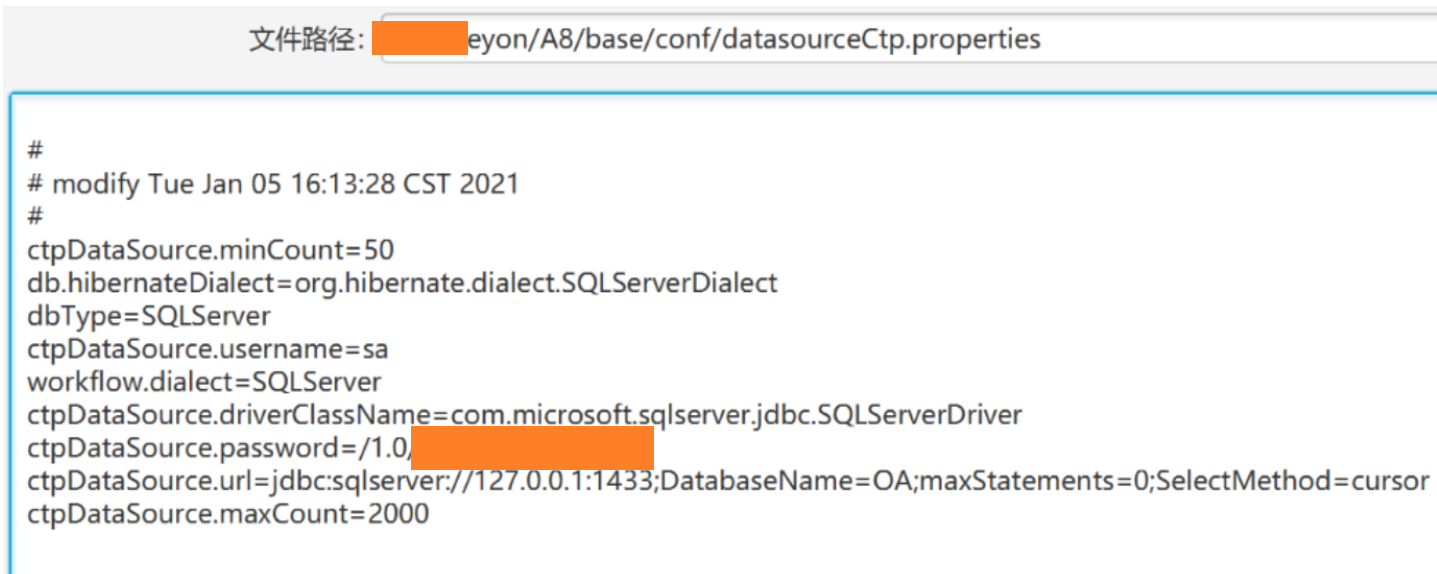 文件路径: eyon/A8/base/conf/datasourceCtp.properties
#
# modify Tue Jan 05 16:13:28 CST 2021
#
ctpDataSource.minCount=50
db.hibernateDialect=org.hibernate.dialect.SQLServerDialect
dbType=SQLServer
ctpDataSource.username=sa
workflow.dialect=SQLServer
ctpDataSource.driverClassName=com.microsoft.sqlserver.jdbc.SQLServerDriver
ctpDataSource.password=/1.0/
ctpDataSource.url=jdbc:sqlserver://127.0.0.1:1433;DatabaseName=OA;maxStatements=0;SelectMethod=cursor
ctpDataSource.maxCount=2000